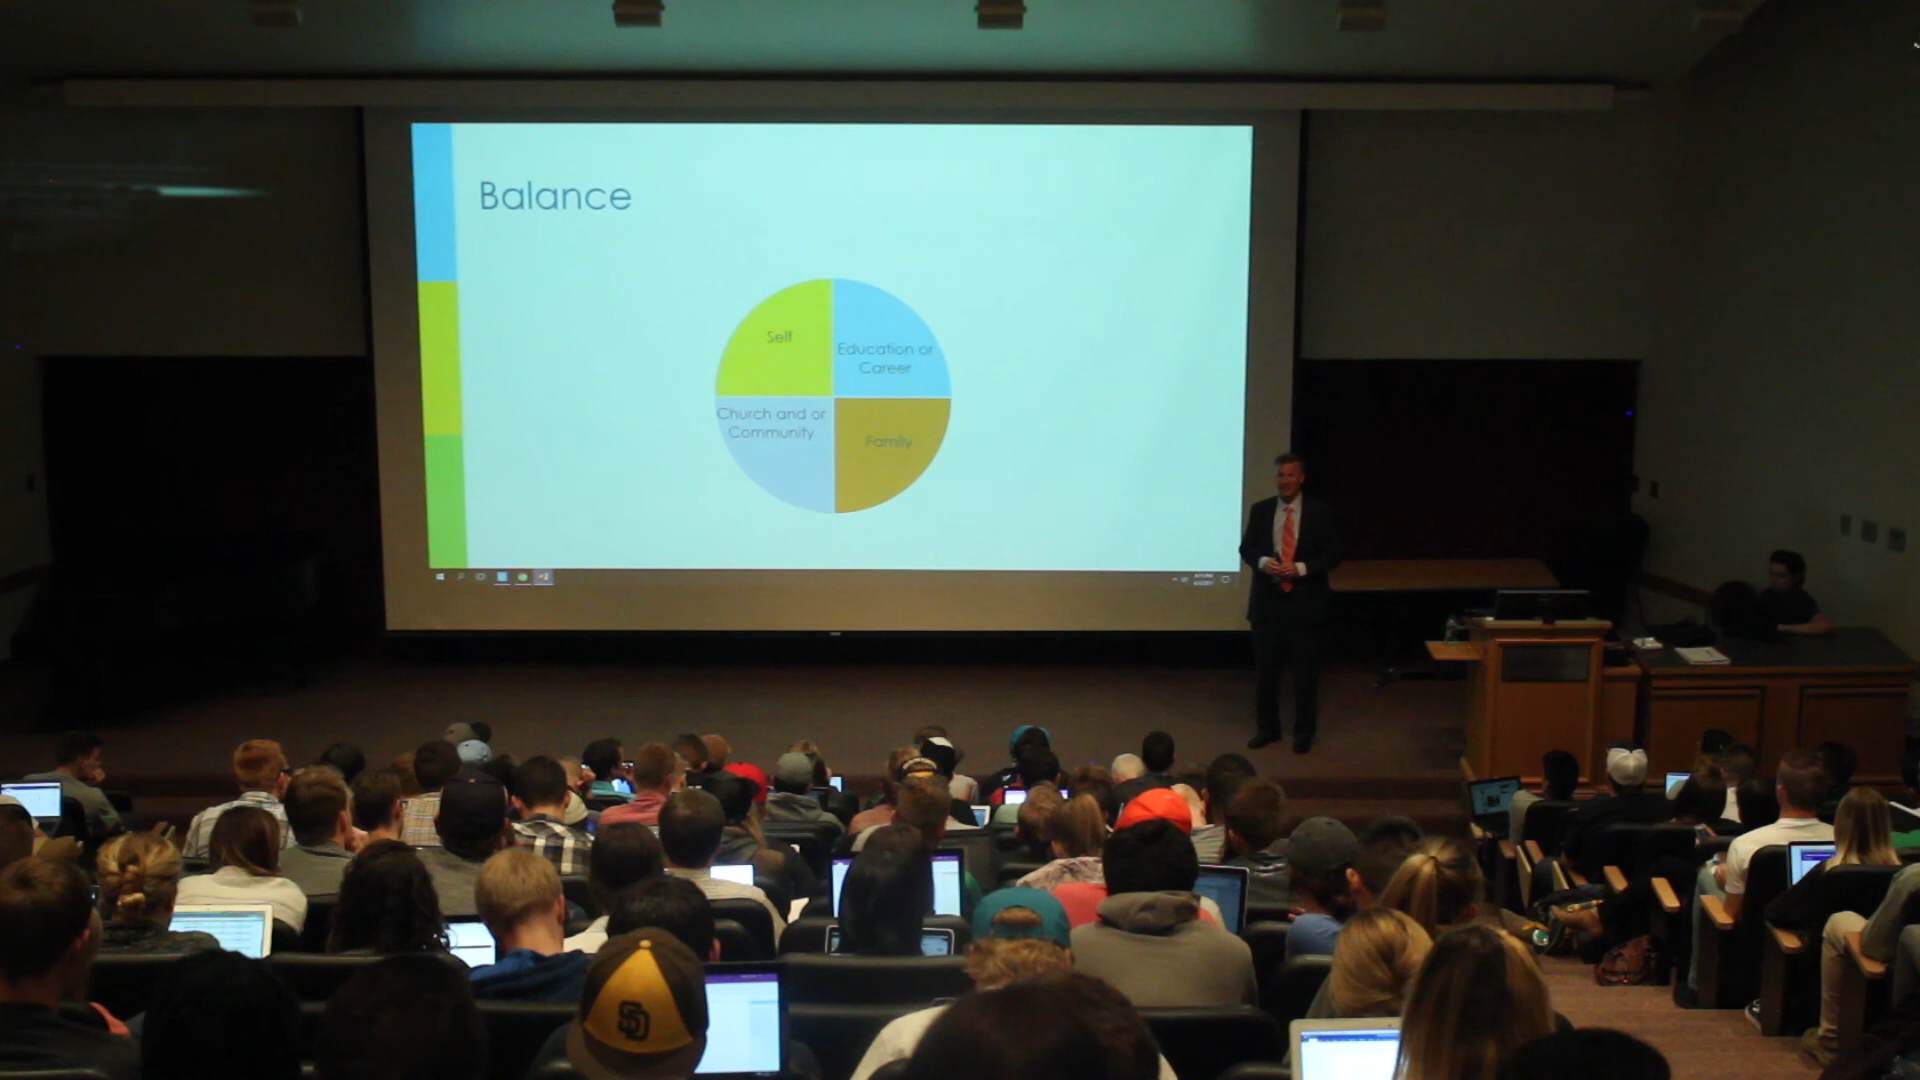 Balance
Self
Education or
Career
Church and or
Community
Family
SD